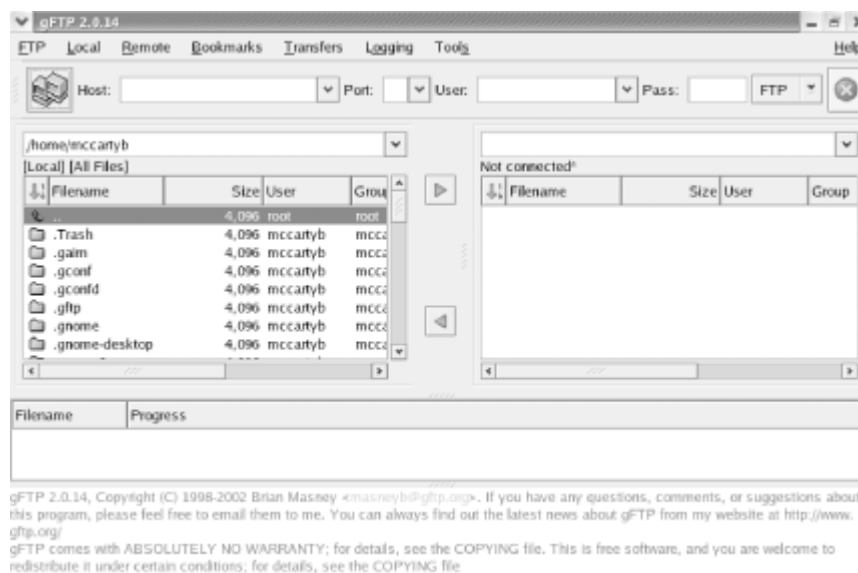 gFTP 2.0.14
FTP Local Remote Bookmarks Transfers Logging Tools Help
Host: Port: User: Pass: FTP
/home/mccartyb
[Local] [All Files]
Not connected*
Filename Size User Group
Filename Size User Group
.. 4,096 root root
.Trash 4,096 mccartyb mcca
.gaim 4,096 mccartyb mcca
.gconf 4,096 mccartyb mcca
.gconfd 4,096 mccartyb mcca
.gftp 4,096 mccartyb mcca
.gnome 4,096 mccartyb mcca
.gnome-desktop 4,096 mccartyb mcca
Filename Progress
gFTP 2.0.14, Copyright (C) 1998-2002 Brian Masney <masneyb@gftp.org>. If you have any questions, comments, or suggestions about
this program, please feel free to email them to me. You can always find out the latest news about gFTP from my website at http://www.
gftp.org/
gFTP comes with ABSOLUTELY NO WARRANTY; for details, see the COPYING file. This is free software, and you are welcome to
redistribute it under certain conditions; for details, see the COPYING file